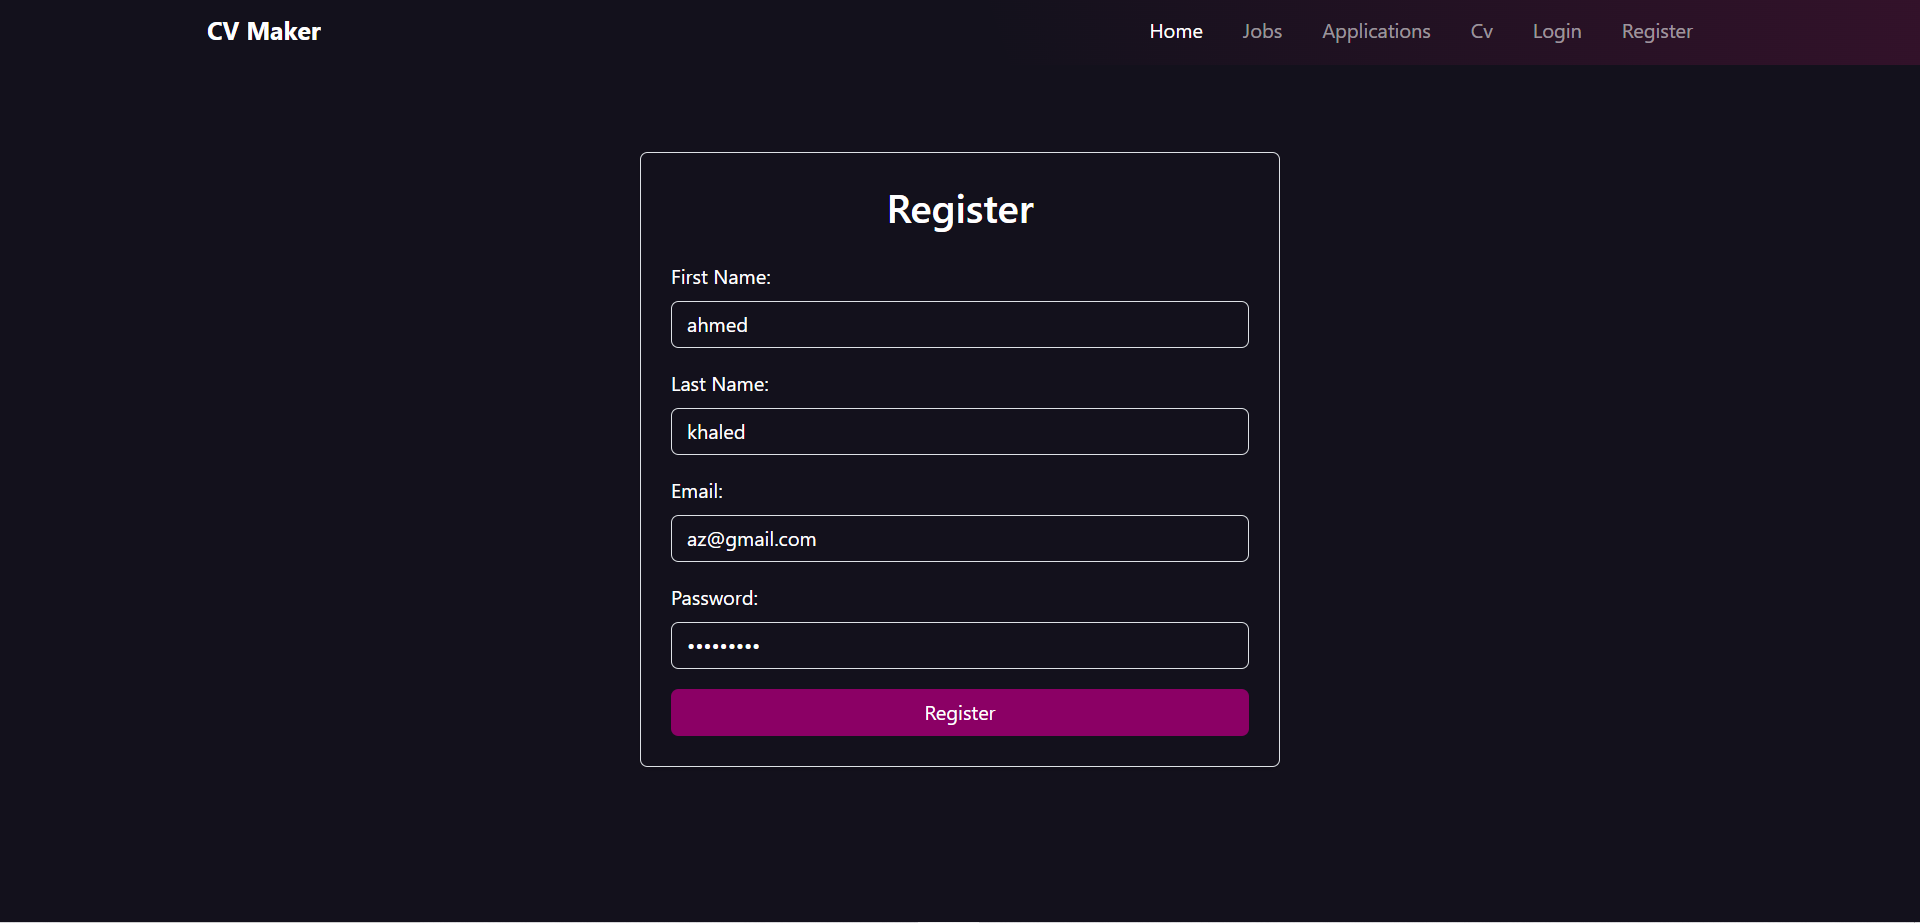 CV Maker Home Jobs Applications Cv Login Register
Register
First Name:
ahmed
Last Name:
khaled
Email:
az@gmail.com
Password:
•••••••••
Register